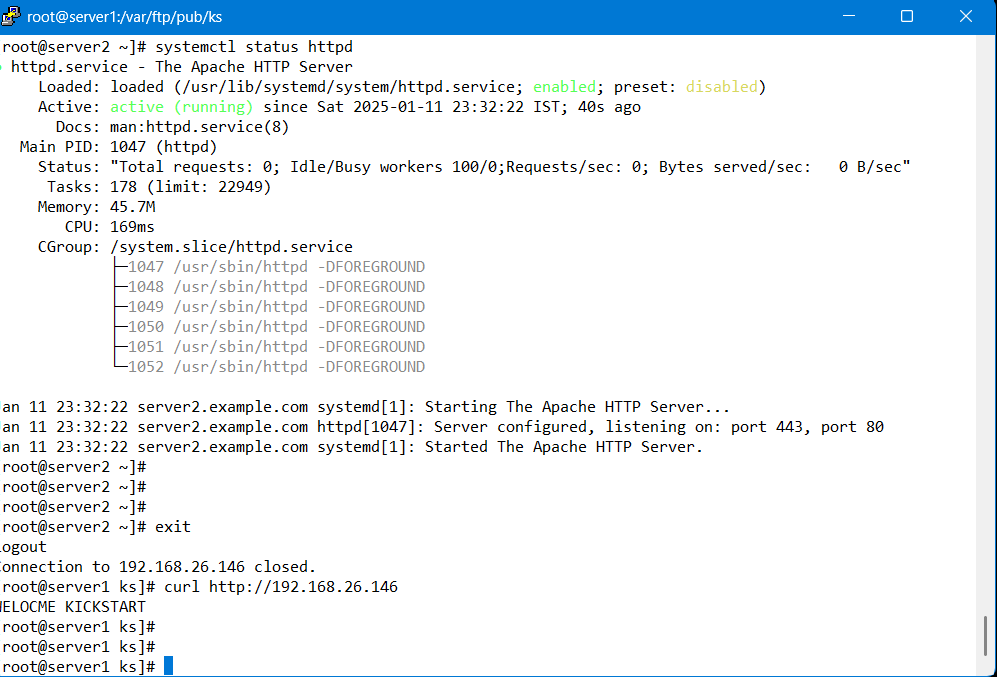 root@server1:/var/ftp/pub/ks
root@server2 ~]# systemctl status httpd
httpd.service - The Apache HTTP Server
Loaded: loaded (/usr/lib/systemd/system/httpd.service; enabled; preset: disabled)
Active: active (running) since Sat 2025-01-11 23:32:22 IST; 40s ago
Docs: man:httpd.service(8)
Main PID: 1047 (httpd)
Status: "Total requests: 0; Idle/Busy workers 100/0;Requests/sec: 0; Bytes served/sec:   0 B/sec"
Tasks: 178 (limit: 22949)
Memory: 45.7M
CPU: 169ms
CGroup: /system.slice/httpd.service
├─1047 /usr/sbin/httpd -DFOREGROUND
├─1048 /usr/sbin/httpd -DFOREGROUND
├─1049 /usr/sbin/httpd -DFOREGROUND
├─1050 /usr/sbin/httpd -DFOREGROUND
├─1051 /usr/sbin/httpd -DFOREGROUND
└─1052 /usr/sbin/httpd -DFOREGROUND
an 11 23:32:22 server2.example.com systemd[1]: Starting The Apache HTTP Server...
an 11 23:32:22 server2.example.com httpd[1047]: Server configured, listening on: port 443, port 80
an 11 23:32:22 server2.example.com systemd[1]: Started The Apache HTTP Server.
root@server2 ~]#
root@server2 ~]#
root@server2 ~]#
root@server2 ~]# exit
ogout
onnection to 192.168.26.146 closed.
root@server1 ks]# curl http://192.168.26.146
WELOCME KICKSTART
root@server1 ks]#
root@server1 ks]#
root@server1 ks]#